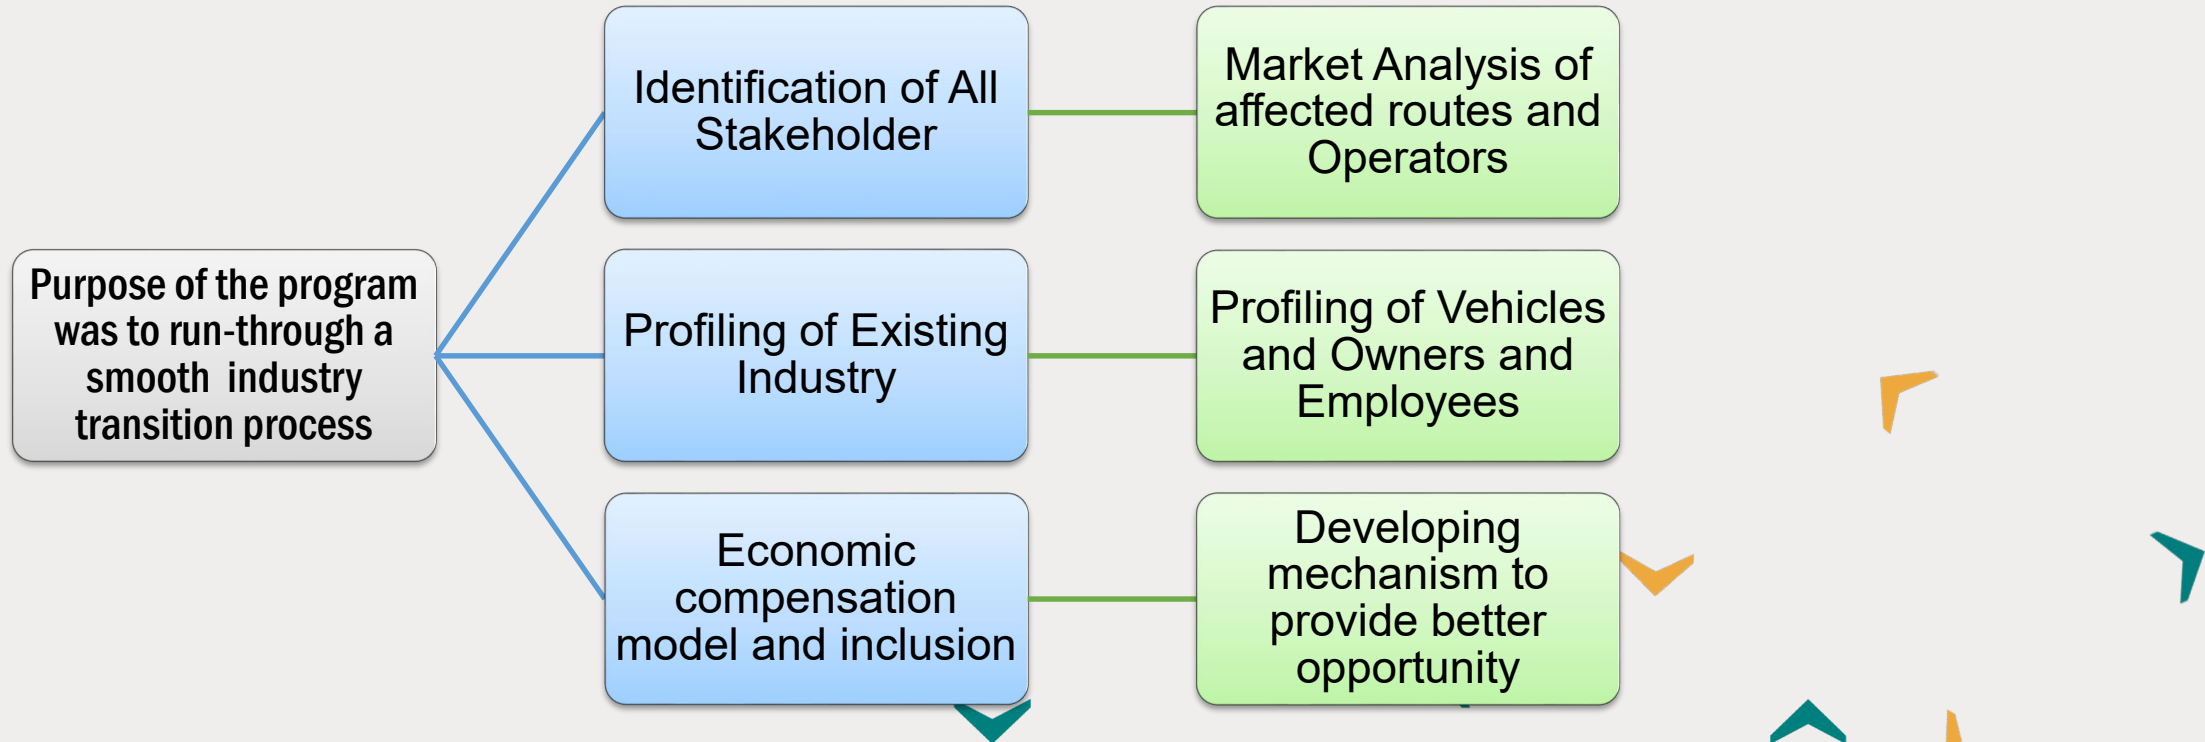 Purpose of the program
was to run-through a
smooth industry
transition process
Identification of All
Stakeholder
Market Analysis of
affected routes and
Operators
Profiling of Existing
Industry
Profiling of Vehicles
and Owners and
Employees
Economic
compensation
model and inclusion
Developing
mechanism to
provide better
opportunity